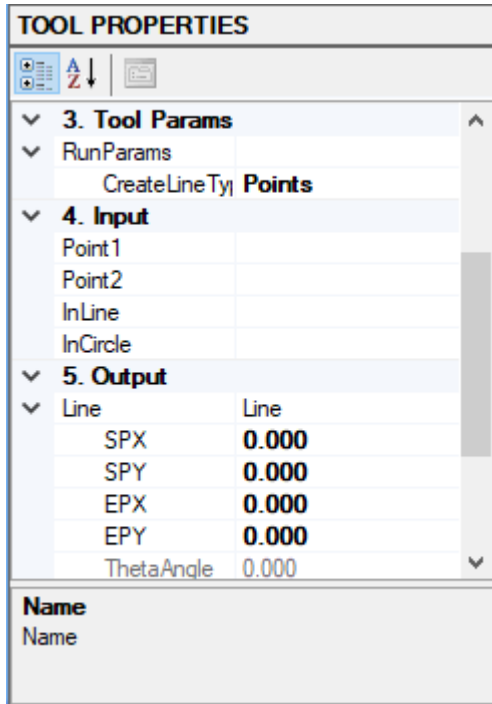 TOOL PROPERTIES
3. Tool Params
RunParams
CreateLineTy Points
4. Input
Point1
Point2
InLine
InCircle
5. Output
Line Line
SPX 0.000
SPY 0.000
EPX 0.000
EPY 0.000
ThetaAngle 0.000
Name
Name